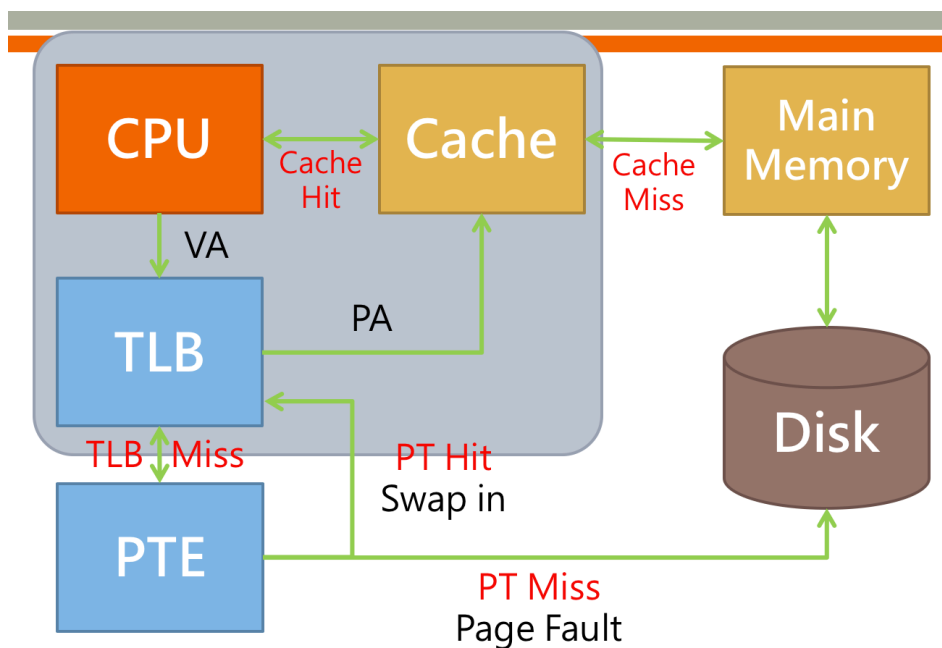 CPU
Cache
Main
Memory
Cache
Hit
Cache
Miss
VA
TLB
PA
Disk
TLB Miss
PT Hit
Swap in
PTE
PT Miss
Page Fault